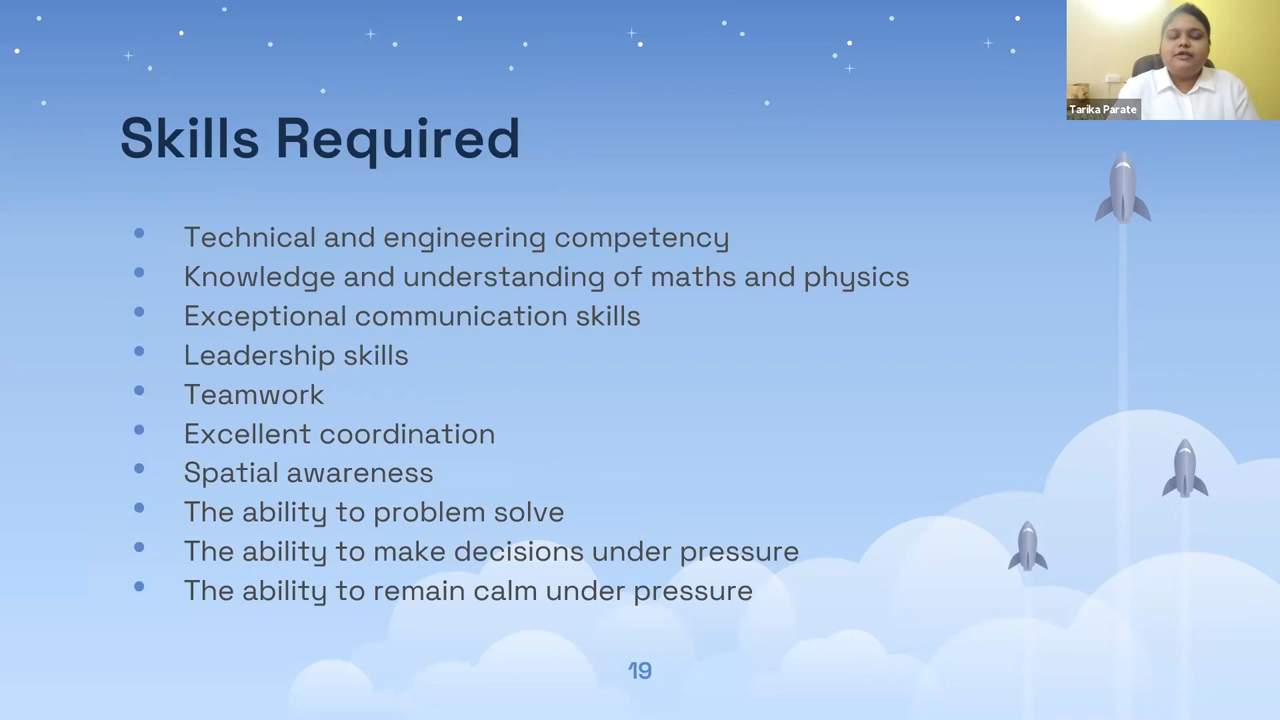 Tarika Parate
Skills Required
Technical and engineering competency
Knowledge and understanding of maths and physics
Exceptional communication skills
Leadership skills
Teamwork
Excellent coordination
Spatial awareness
The ability to problem solve
The ability to make decisions under pressure
The ability to remain calm under pressure
19